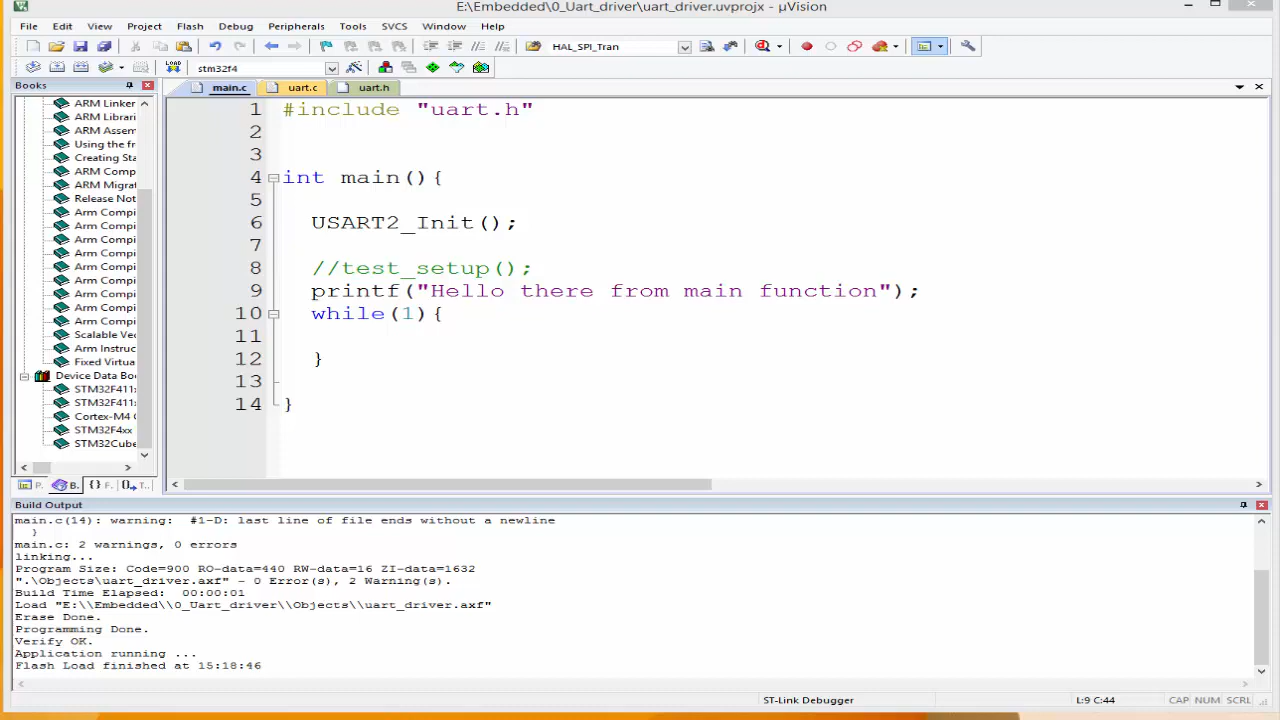 E:\Embedded\0_Uart_driver\uart_driver.uvprojx - µVision
File Edit View Project Flash Debug Peripherals Tools SVCS Window Help
HAL_SPI_Tran
LOAD stm32f4
Books
main.c uart.c uart.h
ARM Linker
ARM Librari
ARM Assem
Using the fr
Creating Sta
ARM Comp
ARM Migrat
Release Not
Arm Compi
Arm Compi
Arm Compi
Arm Compi
Arm Compi
Arm Compi
Arm Compi
Arm Compi
Arm Compi
Scalable Vec
Arm Instruc
Fixed Virtua
Device Data Bo
STM32F411
STM32F411
Cortex-M4
STM32F4xx
STM32Cube
P. B. {} F. T..
1 #include "uart.h"
2
3
4 int main(){
5
6 USART2_Init();
7
8 //test_setup();
9 printf("Hello there from main function");
10 while(1){
11
12 }
13
14 }
Build Output
main.c(14): warning:  #1-D: last line of file ends without a newline
}
main.c: 2 warnings, 0 errors
linking...
Program Size: Code=900 RO-data=440 RW-data=16 ZI-data=1632
".\Objects\uart_driver.axf" - 0 Error(s), 2 Warning(s).
Build Time Elapsed:  00:00:01
Load "E:\\Embedded\\0_Uart_driver\\Objects\\uart_driver.axf"
Erase Done.
Programming Done.
Verify OK.
Application running ...
Flash Load finished at 15:18:46
ST-Link Debugger L:9 C:44 CAP NUM SCRL